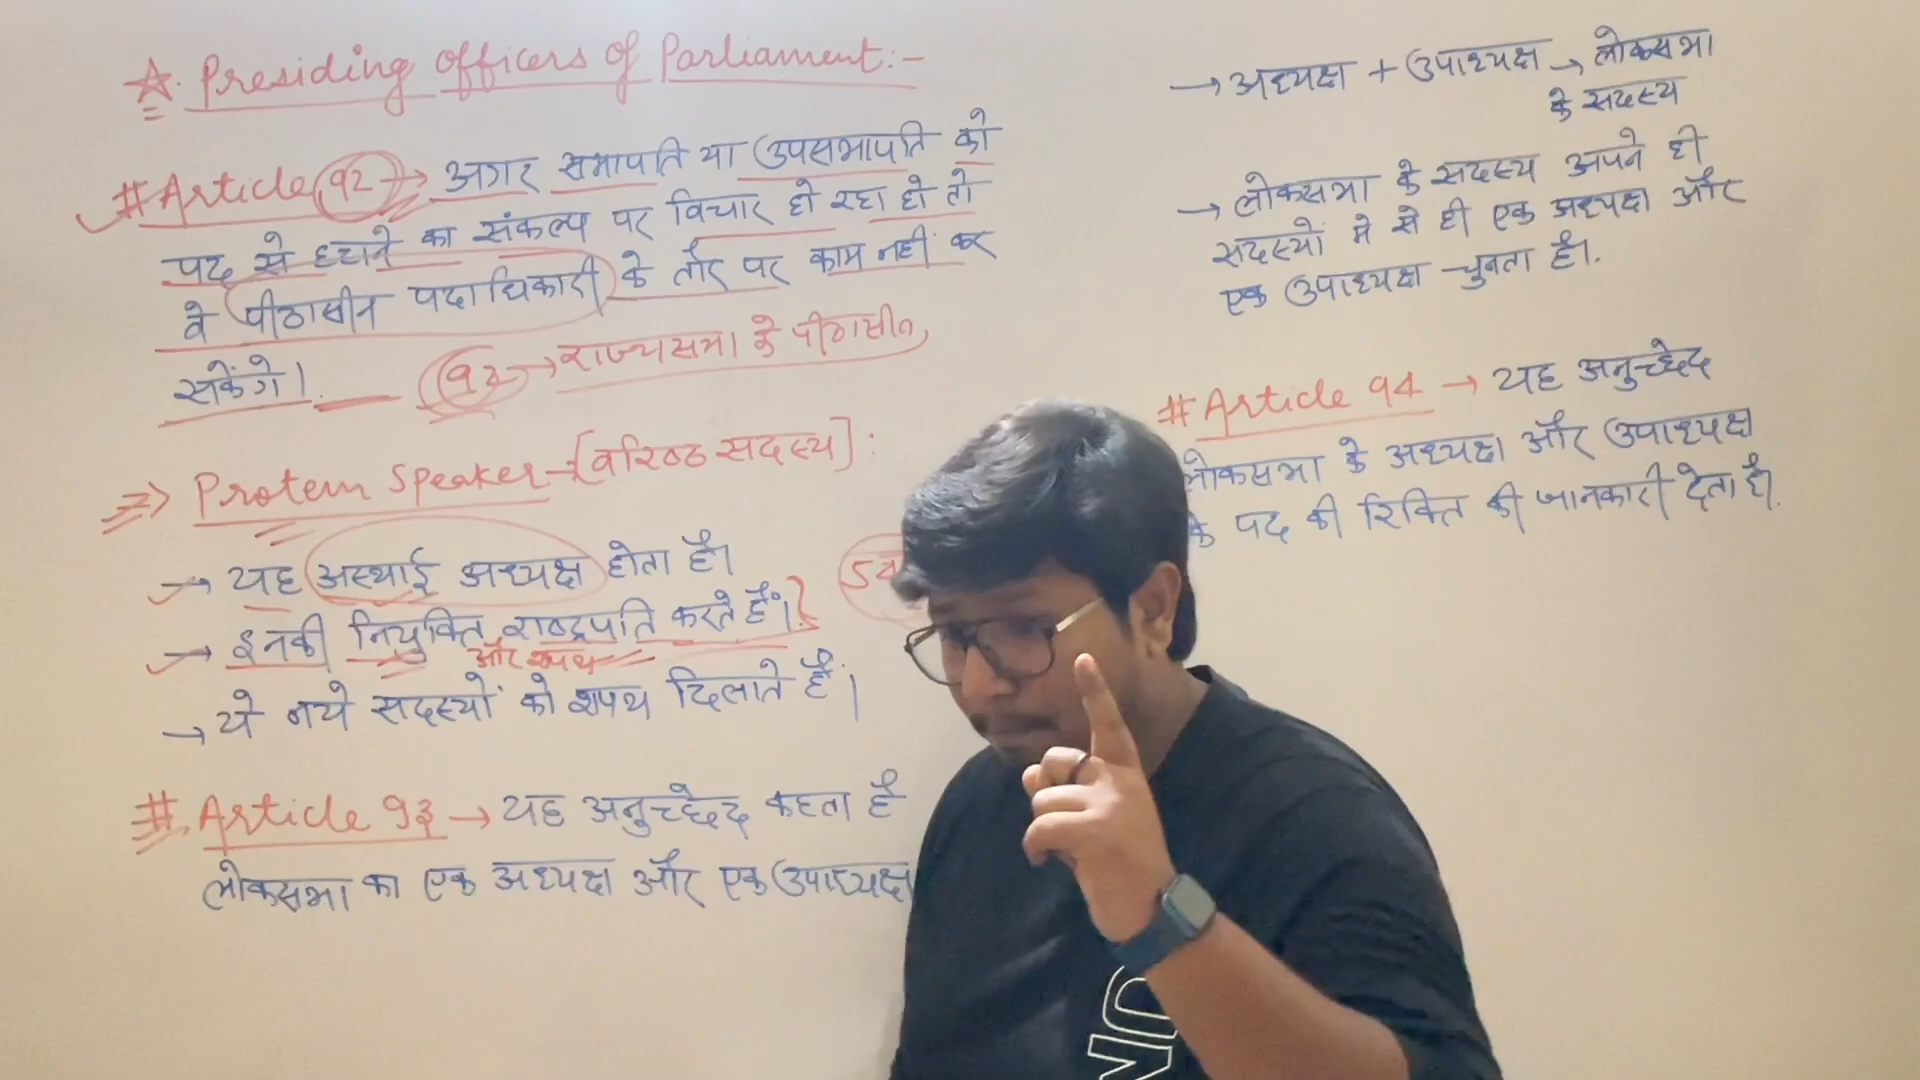 ☆. Presiding officers of Parliament:-
# Article 92 → अगर सभापति या उपसभापति को
पद से हटाने का संकल्प पर विचार हो रहा हो तो
वे पीठासीन पदाधिकारी के तौर पर काम नहीं कर
सकेंगे।
92 → राज्यसभा के पीठासीन
=> Protem Speaker - [वरिष्ठ सदस्य]:
→ यह अस्थाई अध्यक्ष होता है।
→ इनकी नियुक्ति राष्ट्रपति करते हैं।
और शपथ
→ ये नये सदस्यों को शपथ दिलाते हैं।
# Article 93 → यह अनुच्छेद कहता है
लोकसभा का एक अध्यक्ष और एक उपाध्यक्ष
→ अध्यक्ष + उपाध्यक्ष → लोकसभा
के सदस्य
→ लोकसभा के सदस्य अपने ही
सदस्यों मे से ही एक अध्यक्ष और
एक उपाध्यक्ष चुनता है।
# Article 94 → यह अनुच्छेद
लोकसभा के अध्यक्ष और उपाध्यक्ष
के पद की रिक्ति की जानकारी देता है।